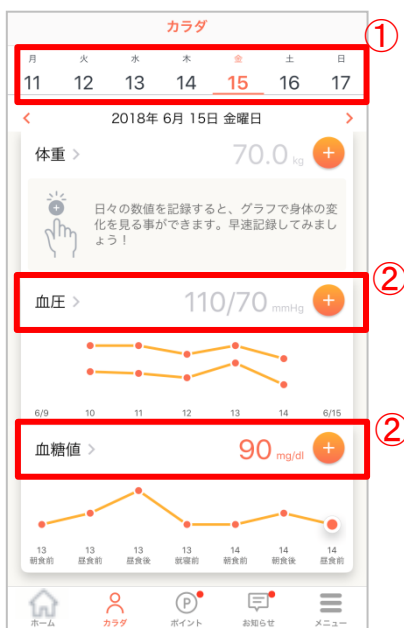 カラダ
①
月 火 水 木 金 土 日
11 12 13 14 15 16 17
< 2018年 6月 15日 金曜日 >
体重 > 70.0 kg +
日々の数値を記録すると、グラフで身体の変
化を見る事ができます。早速記録してみまし
ょう！
②
血圧 > 110/70 mmHg +
6/9 10 11 12 13 14 6/15
②
血糖値 > 90 mg/dl +
13 13 13 13 14 14 14
朝食前 昼食前 昼食後 就寝前 朝食前 朝食後 昼食前
P
ホーム カラダ ポイント お知らせ メニュー